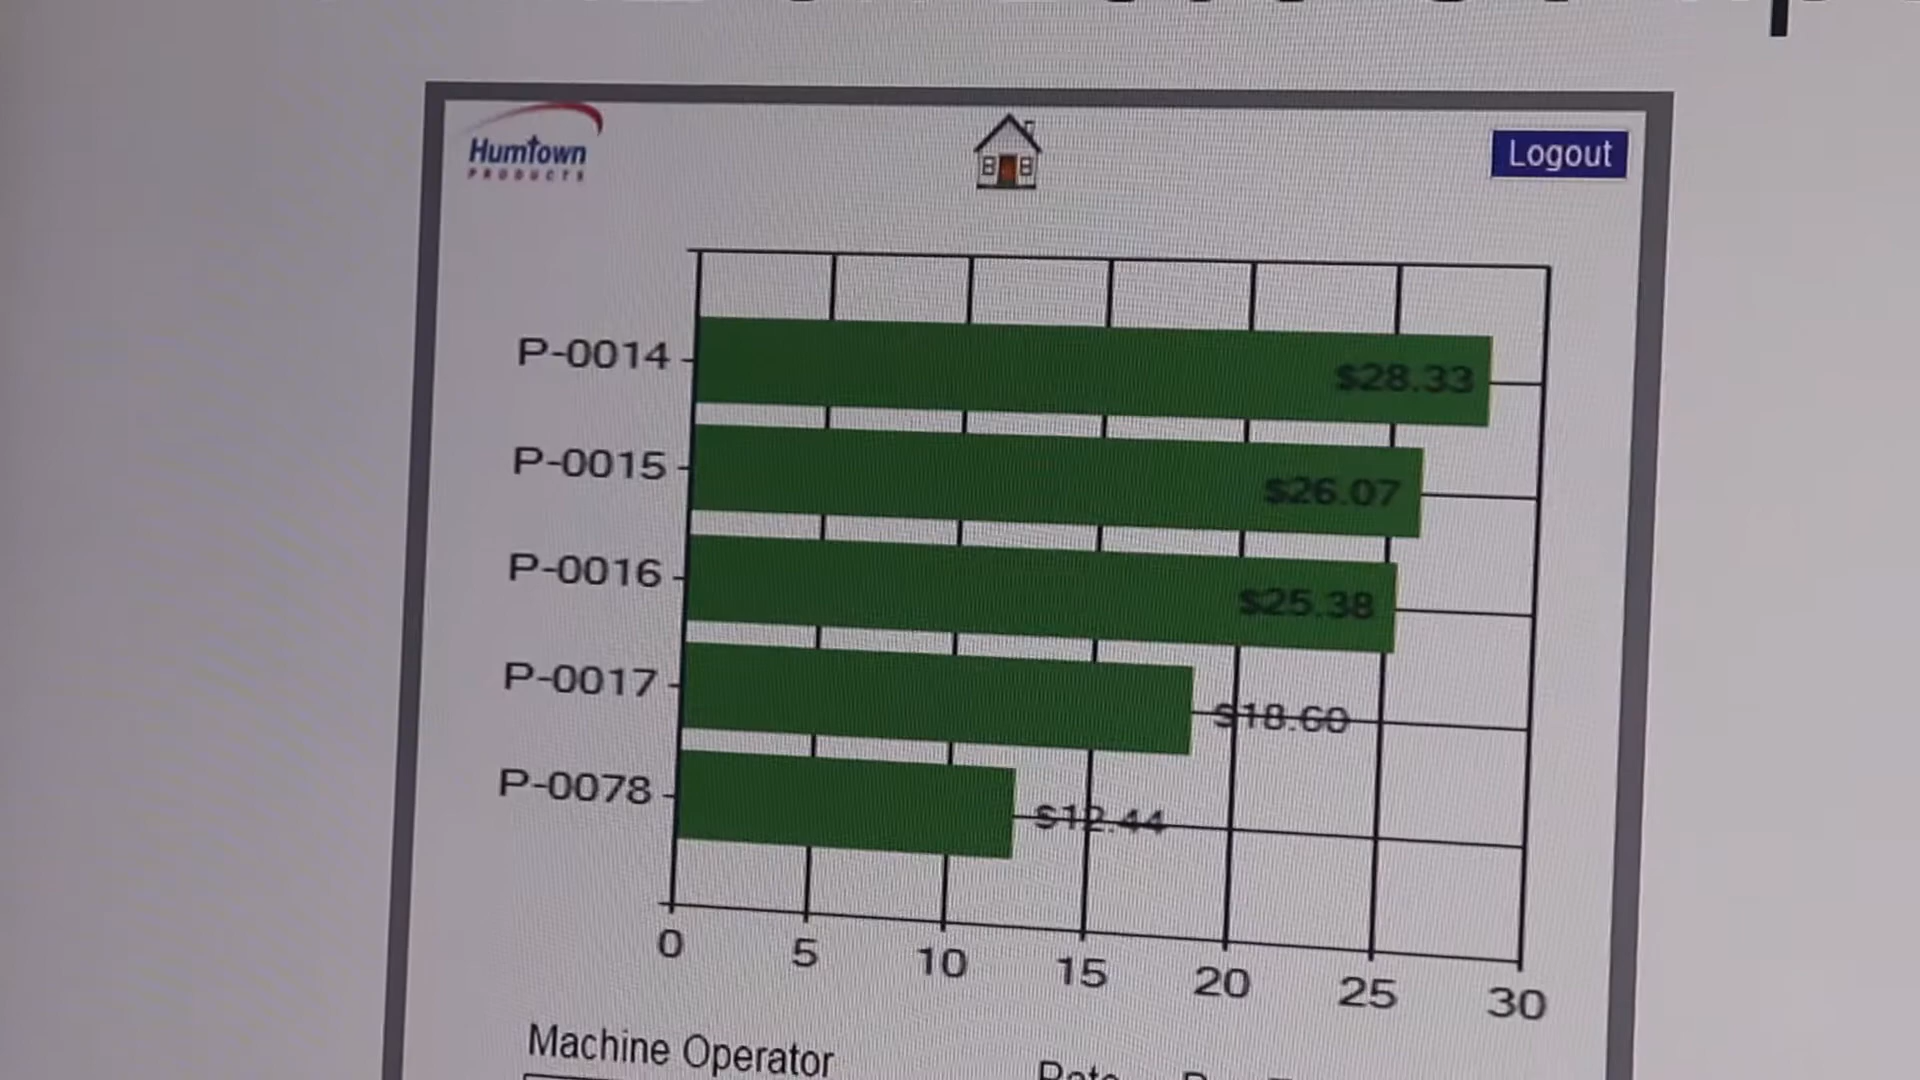 Humtown
PRODUCTS
Logout
P-0014
$28.33
P-0015
$26.07
P-0016
$25.38
P-0017
$18.60
P-0078
$12.44
0 5 10 15 20 25 30
Machine Operator